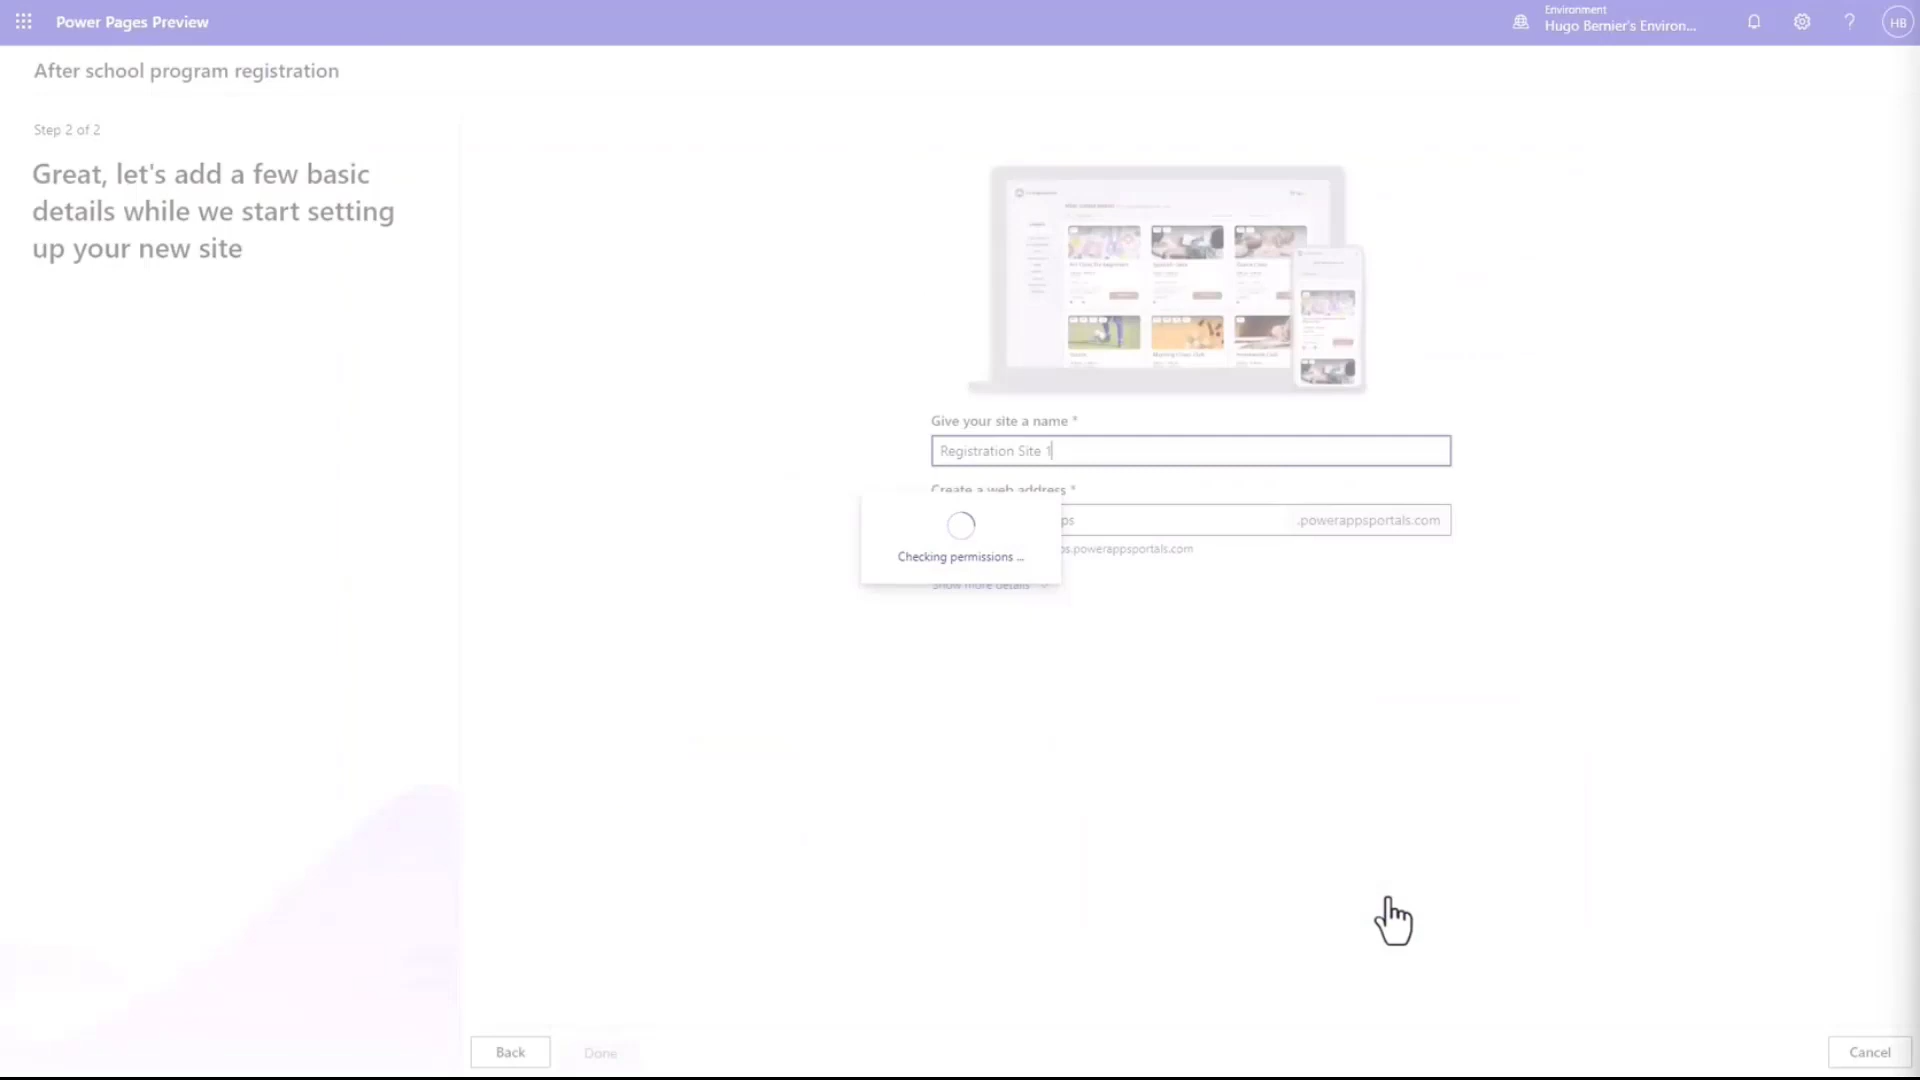 Power Pages Preview
Environment
Hugo Bernier's Environ...
?
HB
After school program registration
Step 2 of 2
Great, let's add a few basic
details while we start setting
up your new site
Give your site a name *
Registration Site 1
Create a web address *
ps
.powerappsportals.com
Checking permissions ...
ps.powerappsportals.com
Show more details
Back
Done
Cancel